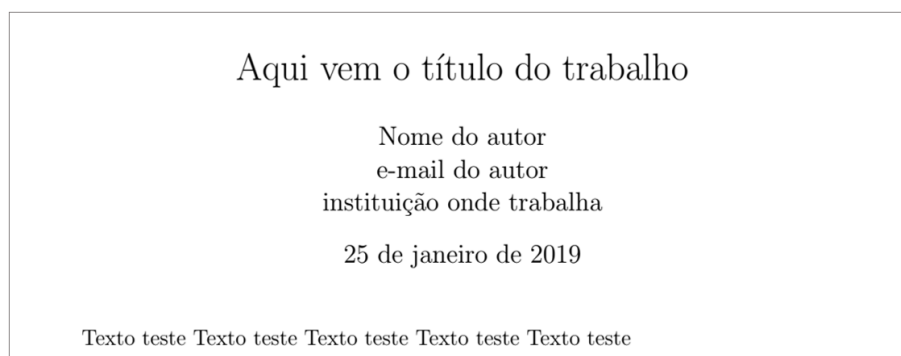 Aqui vem o título do trabalho
Nome do autor
e-mail do autor
instituição onde trabalha
25 de janeiro de 2019
Texto teste Texto teste Texto teste Texto teste Texto teste